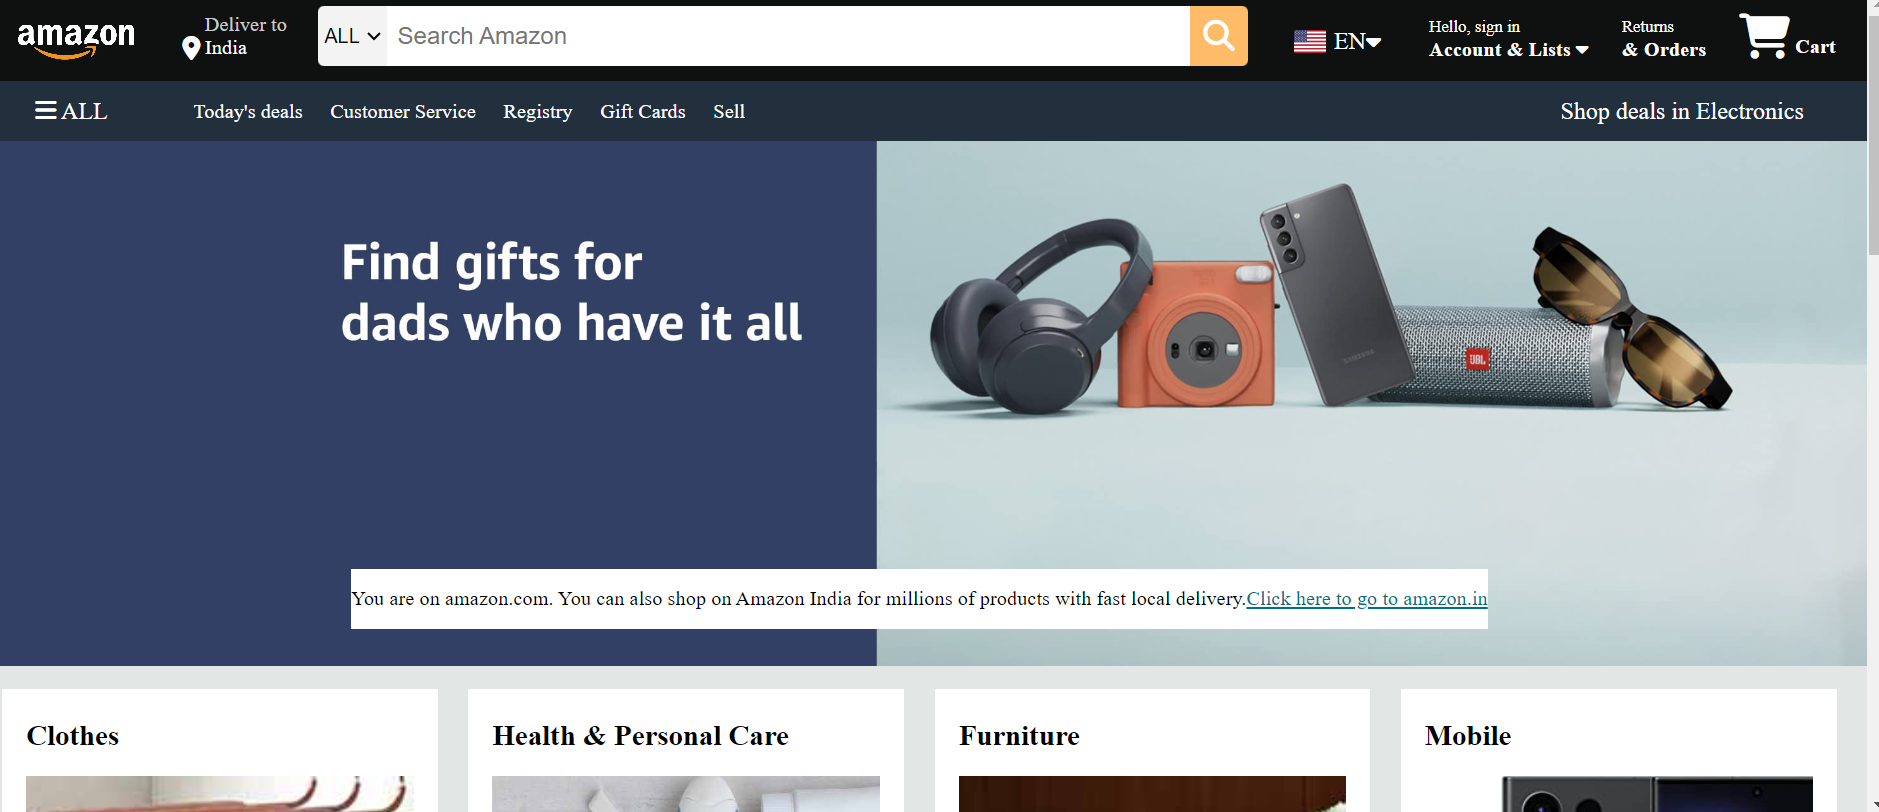 amazon
Deliver to
India
ALL
Search Amazon
EN
Hello, sign in
Account & Lists
Returns
& Orders
Cart
ALL
Today's deals
Customer Service
Registry
Gift Cards
Sell
Shop deals in Electronics
Find gifts for
dads who have it all
SAMSUNG
JBL
You are on amazon.com. You can also shop on Amazon India for millions of products with fast local delivery.Click here to go to amazon.in
Clothes
Health & Personal Care
Furniture
Mobile